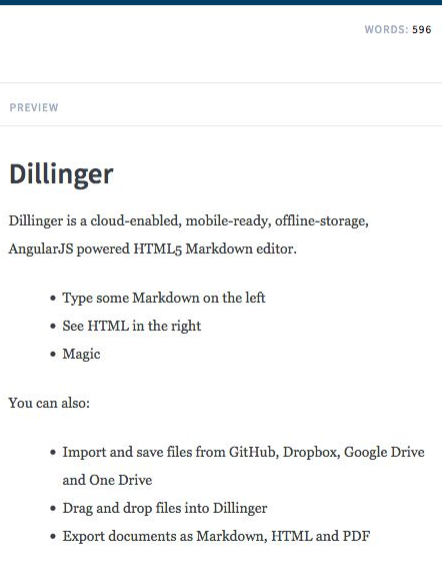 WORDS: 596
PREVIEW
Dillinger
Dillinger is a cloud-enabled, mobile-ready, offline-storage,
AngularJS powered HTML5 Markdown editor.
• Type some Markdown on the left
• See HTML in the right
• Magic
You can also:
• Import and save files from GitHub, Dropbox, Google Drive
and One Drive
• Drag and drop files into Dillinger
• Export documents as Markdown, HTML and PDF